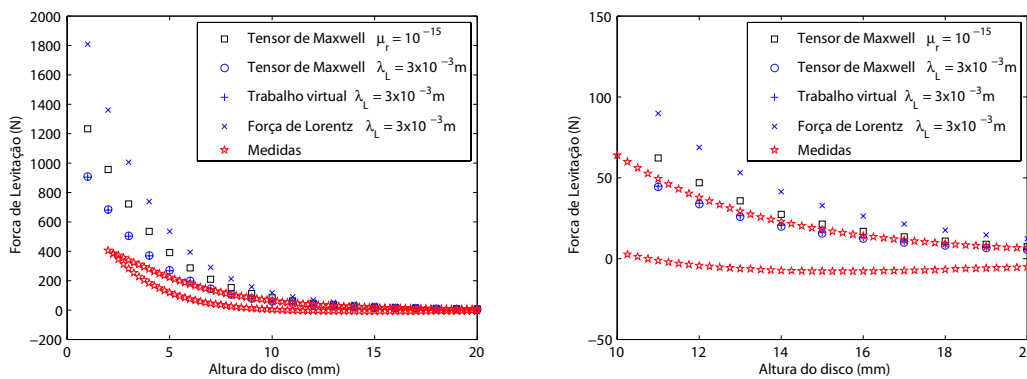 2000
1800
1600
1400
1200
1000
800
600
400
200
0
−200
0
5
10
15
20
Altura do disco (mm)
Forca de Levitação (N)
Tensor de Maxwell μr = 10 −15
Tensor de Maxwell λL = 3x10 −3m
Trabalho virtual λL = 3x10 −3m
Força de Lorentz λL = 3x10 −3m
Medidas
150
100
50
0
−50
10
12
14
16
18
20
Altura do disco (mm)
Força de Levitação (N)
Tensor de Maxwell μr = 10 −15
Tensor de Maxwell λL = 3x10 −3m
Trabalho virtual λL = 3x10 −3m
Força de Lorentz λL = 3x10 −3m
Medidas